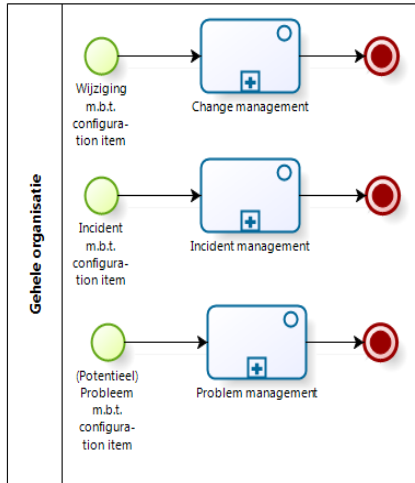 Gehele organisatie
Wijziging
m.b.t.
configura-
tion item
Change management
Incident
m.b.t.
configura-
tion item
Incident management
(Potentieel)
Probleem
m.b.t.
configura-
tion item
Problem management